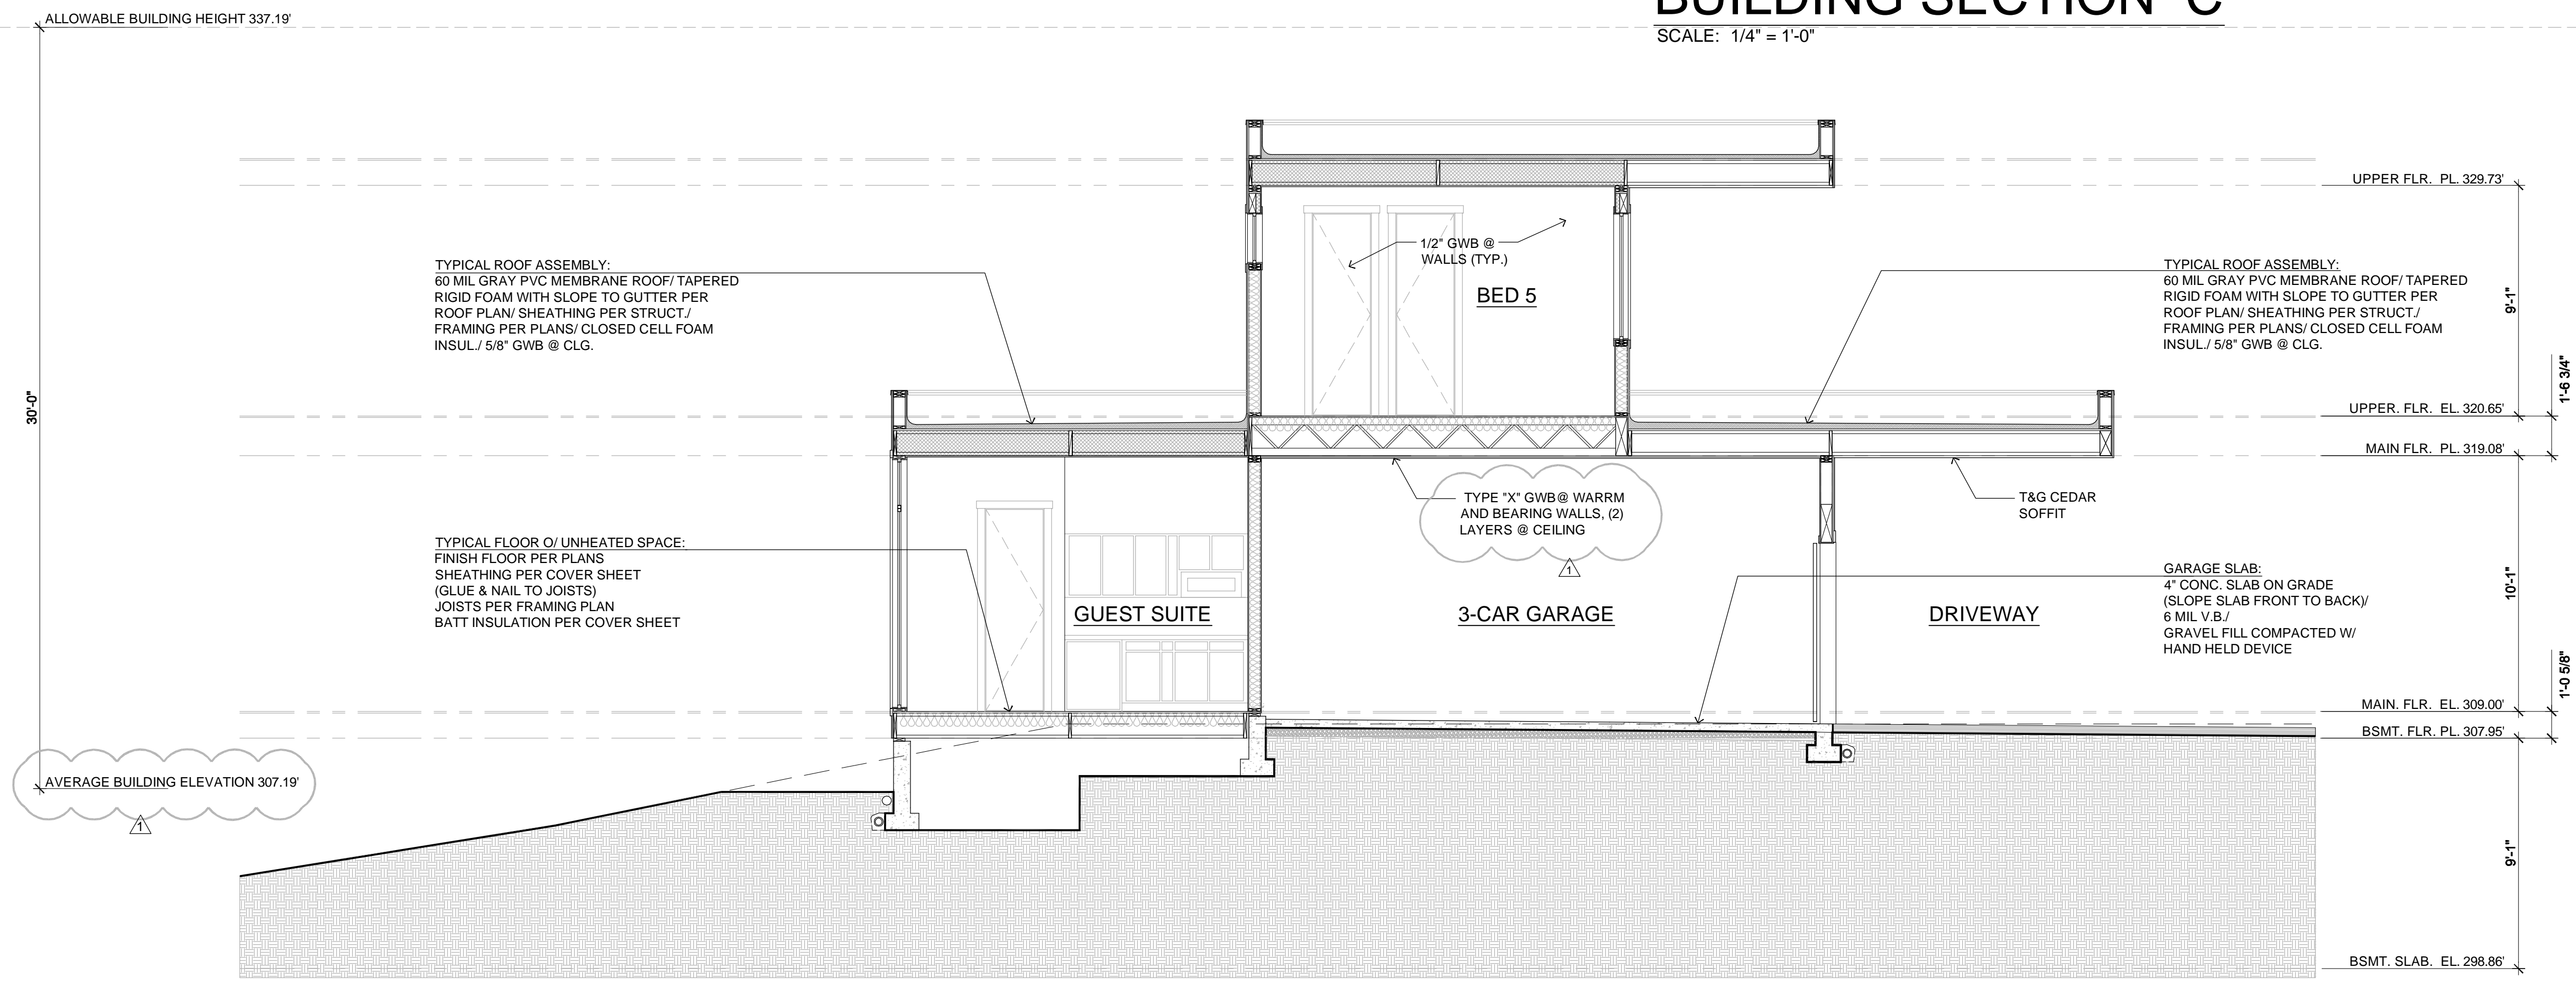 BUILDING SECTION "C"
SCALE: 1/4" = 1'-0"
ALLOWABLE BUILDING HEIGHT 337.19'
30'-0"
AVERAGE BUILDING ELEVATION 307.19'
1
TYPICAL ROOF ASSEMBLY:
60 MIL GRAY PVC MEMBRANE ROOF/ TAPERED
RIGID FOAM WITH SLOPE TO GUTTER PER
ROOF PLAN/ SHEATHING PER STRUCT./
FRAMING PER PLANS/ CLOSED CELL FOAM
INSUL./ 5/8" GWB @ CLG.
TYPICAL FLOOR O/ UNHEATED SPACE:
FINISH FLOOR PER PLANS
SHEATHING PER COVER SHEET
(GLUE & NAIL TO JOISTS)
JOISTS PER FRAMING PLAN
BATT INSULATION PER COVER SHEET
1/2" GWB @
WALLS (TYP.)
BED 5
TYPE "X" GWB@ WARRM
AND BEARING WALLS, (2)
LAYERS @ CEILING
1
GUEST SUITE
3-CAR GARAGE
DRIVEWAY
T&G CEDAR
SOFFIT
TYPICAL ROOF ASSEMBLY:
60 MIL GRAY PVC MEMBRANE ROOF/ TAPERED
RIGID FOAM WITH SLOPE TO GUTTER PER
ROOF PLAN/ SHEATHING PER STRUCT./
FRAMING PER PLANS/ CLOSED CELL FOAM
INSUL./ 5/8" GWB @ CLG.
GARAGE SLAB:
4" CONC. SLAB ON GRADE
(SLOPE SLAB FRONT TO BACK)/
6 MIL V.B./
GRAVEL FILL COMPACTED W/
HAND HELD DEVICE
UPPER FLR. PL. 329.73'
9'-1"
1'-6 3/4"
UPPER. FLR. EL. 320.65'
MAIN FLR. PL. 319.08'
10'-1"
1'-0 5/8"
MAIN. FLR. EL. 309.00'
BSMT. FLR. PL. 307.95'
9'-1"
BSMT. SLAB. EL. 298.86'